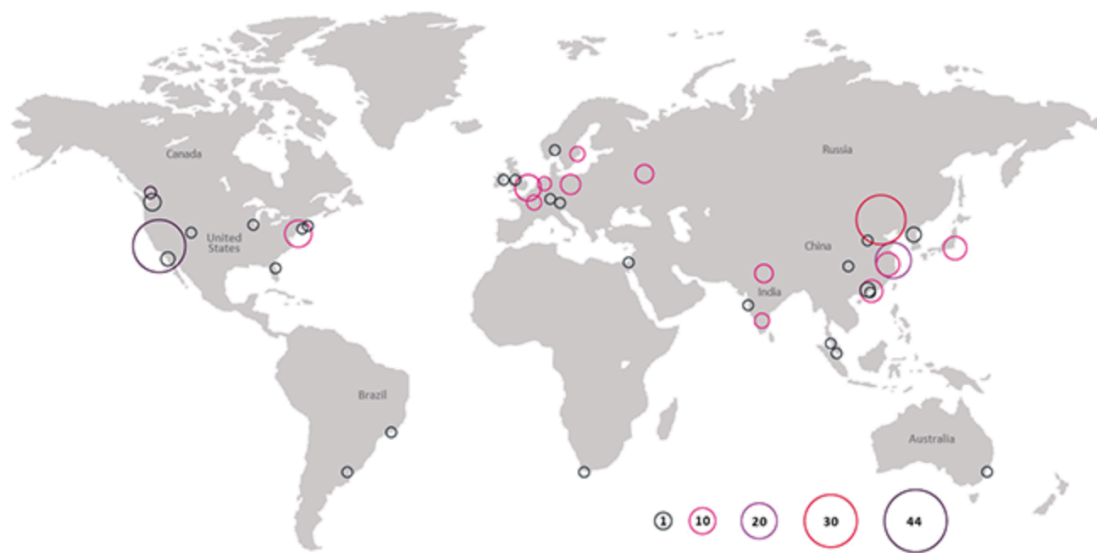 Canada
Russia
United
States
China
India
Brazil
Australia
1 10 20 30 44